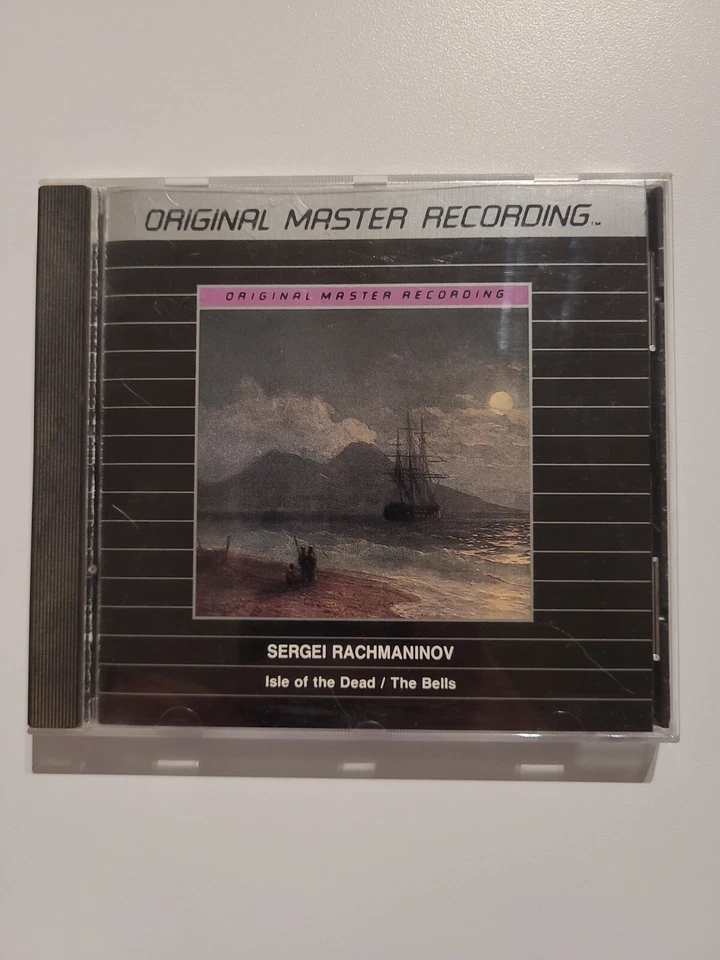 ORIGINAL MASTER RECORDING™
ORIGINAL MASTER RECORDING
SERGEI RACHMANINOV
Isle of the Dead / The Bells